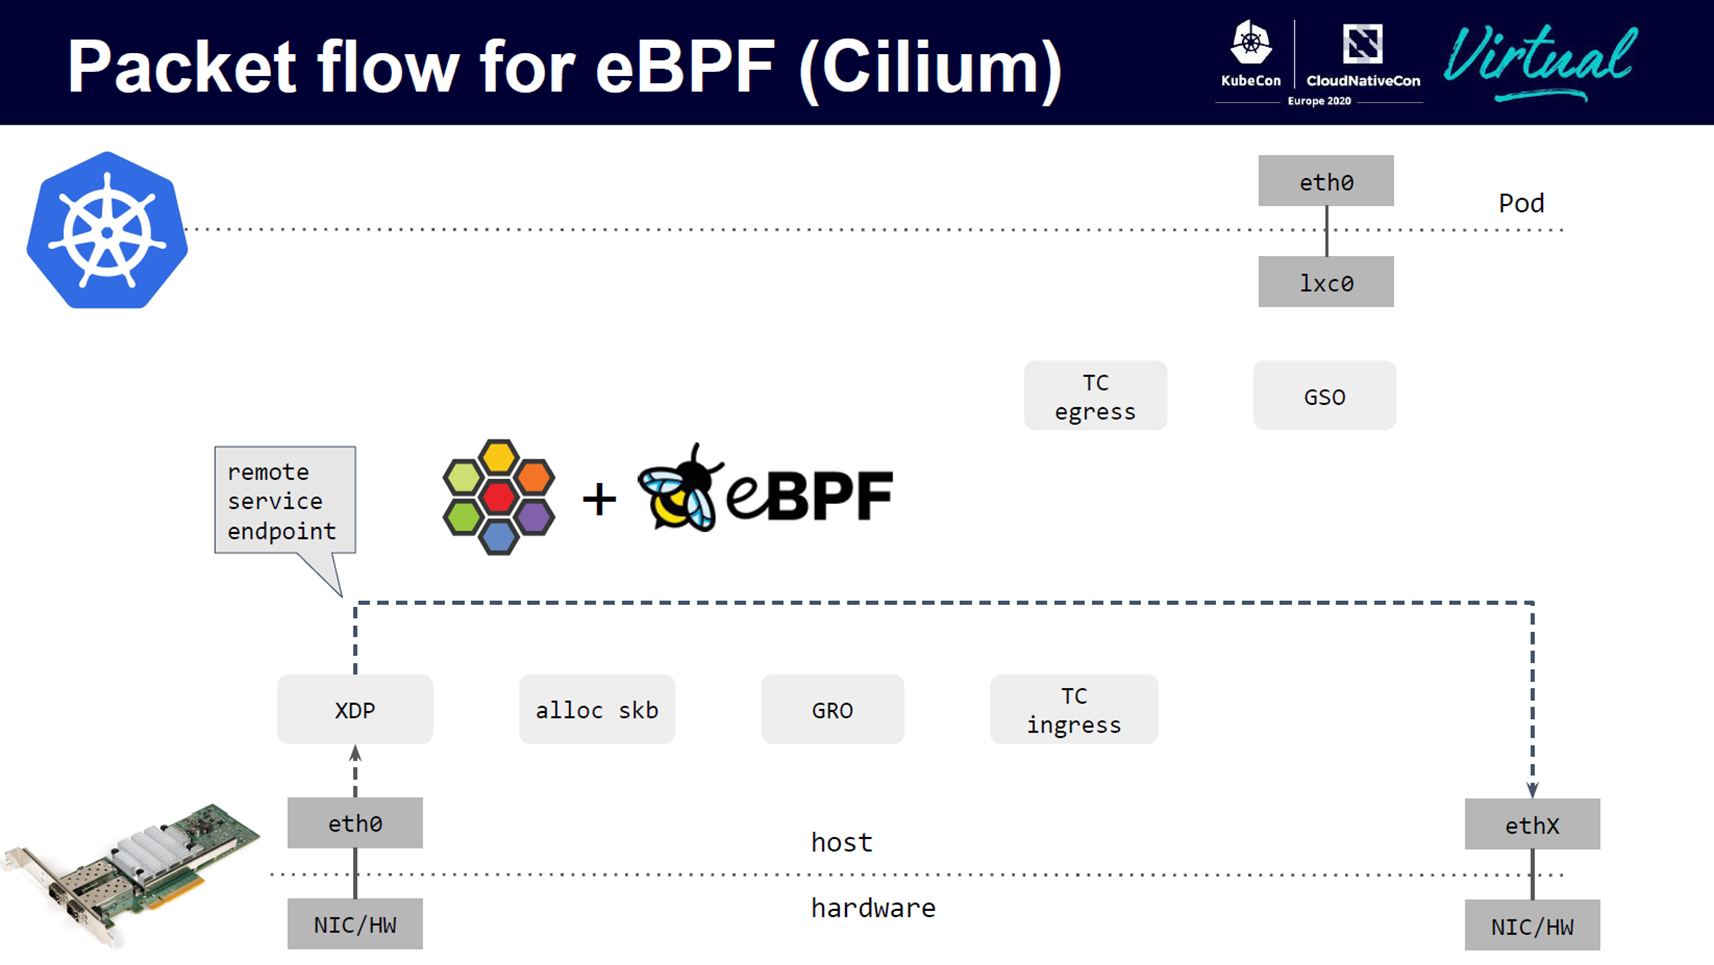 Packet flow for eBPF (Cilium)
KubeCon
CloudNativeCon
Europe 2020
Virtual
eth0
Pod
lxc0
TC
egress
GSO
remote
service
endpoint
+
eBPF
XDP
alloc skb
GRO
TC
ingress
eth0
host
ethX
hardware
NIC/HW
NIC/HW